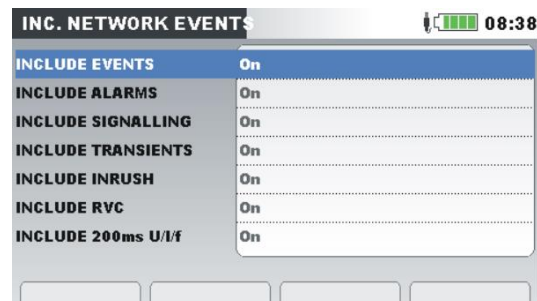 INC. NETWORK EVENTS 08:38
INCLUDE EVENTS On
INCLUDE ALARMS On
INCLUDE SIGNALLING On
INCLUDE TRANSIENTS On
INCLUDE INRUSH On
INCLUDE RVC On
INCLUDE 200ms U/I/f On